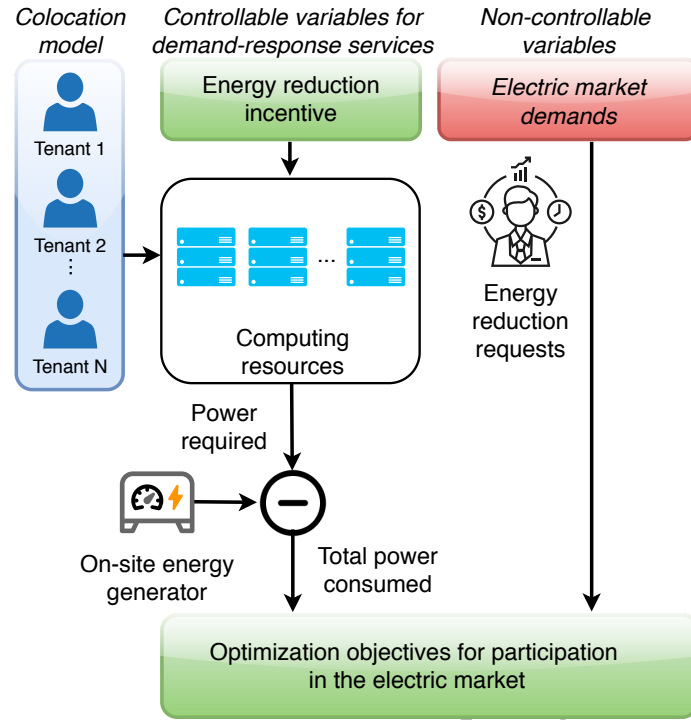 Colocation
model
Controllable variables for
demand-response services
Non-controllable
variables
Energy reduction
incentive
Electric market
demands
Tenant 1
Tenant 2
⋮
Tenant N
...
Computing
resources
$
Energy
reduction
requests
Power
required
On-site energy
generator
Total power
consumed
Optimization objectives for participation
in the electric market